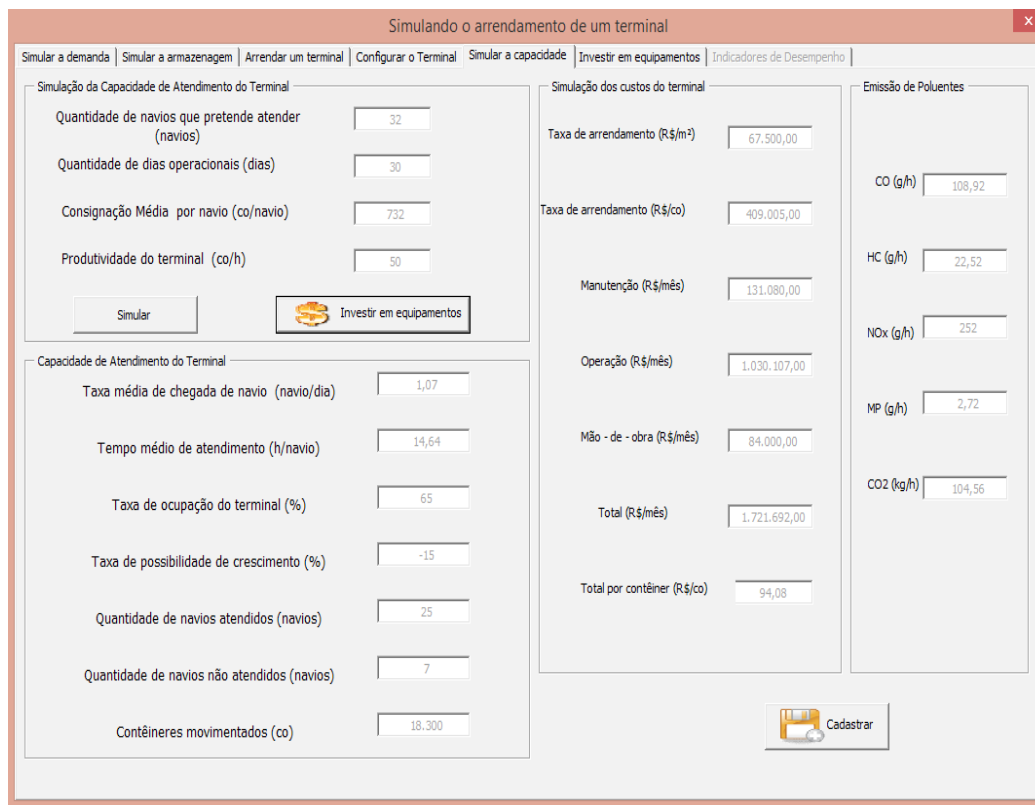 Simulando o arrendamento de um terminal
x
Simular a demanda
Simular a armazenagem
Arrendar um terminal
Configurar o Terminal
Simular a capacidade
Investir em equipamentos
Indicadores de Desempenho
Simulação da Capacidade de Atendimento do Terminal
Quantidade de navios que pretende atender
(navios)
32
Quantidade de dias operacionais (dias)
30
Consignação Média por navio (co/navio)
732
Produtividade do terminal (co/h)
50
Simular
Investir em equipamentos
Capacidade de Atendimento do Terminal
Taxa média de chegada de navio (navio/dia)
1,07
Tempo médio de atendimento (h/navio)
14,64
Taxa de ocupação do terminal (%)
65
Taxa de possibilidade de crescimento (%)
-15
Quantidade de navios atendidos (navios)
25
Quantidade de navios não atendidos (navios)
7
Contêineres movimentados (co)
18.300
Simulação dos custos do terminal
Taxa de arrendamento (R$/m²)
67.500,00
Taxa de arrendamento (R$/co)
409.005,00
Manutenção (R$/mês)
131.080,00
Operação (R$/mês)
1.030.107,00
Mão - de - obra (R$/mês)
84.000,00
Total (R$/mês)
1.721.692,00
Total por contêiner (R$/co)
94,08
Emissão de Poluentes
CO (g/h)
108,92
HC (g/h)
22,52
NOx (g/h)
252
MP (g/h)
2,72
CO2 (kg/h)
104,56
Cadastrar